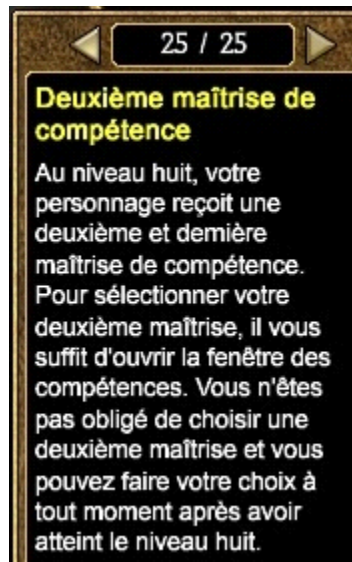 25 / 25
Deuxième maîtrise de
compétence
Au niveau huit, votre
personnage reçoit une
deuxième et dernière
maîtrise de compétence.
Pour sélectionner votre
deuxième maîtrise, il vous
suffit d'ouvrir la fenêtre des
compétences. Vous n'êtes
pas obligé de choisir une
deuxième maîtrise et vous
pouvez faire votre choix à
tout moment après avoir
atteint le niveau huit.